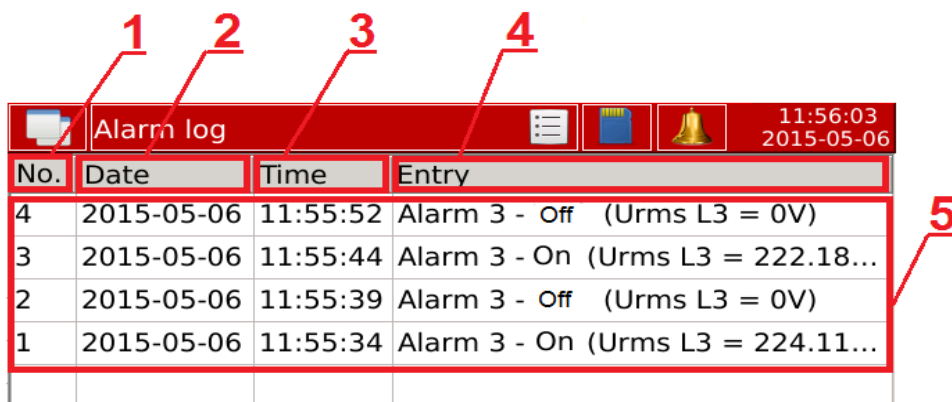 1 2 3 4
Alarm log 11:56:03
2015-05-06
No. Date Time Entry
4 2015-05-06 11:55:52 Alarm 3 - Off (Urms L3 = 0V)
5
3 2015-05-06 11:55:44 Alarm 3 - On (Urms L3 = 222.18...
2 2015-05-06 11:55:39 Alarm 3 - Off (Urms L3 = 0V)
1 2015-05-06 11:55:34 Alarm 3 - On (Urms L3 = 224.11...